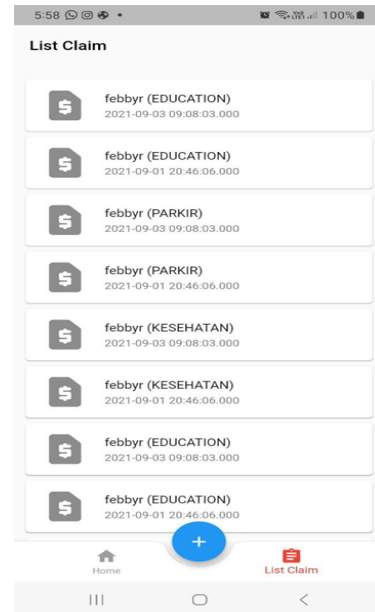 5:58
100%
List Claim
febbyr (EDUCATION)
2021-09-03 09:08:03.000
febbyr (EDUCATION)
2021-09-01 20:46:06.000
febbyr (PARKIR)
2021-09-03 09:08:03.000
febbyr (PARKIR)
2021-09-01 20:46:06.000
febbyr (KESEHATAN)
2021-09-03 09:08:03.000
febbyr (KESEHATAN)
2021-09-01 20:46:06.000
febbyr (EDUCATION)
2021-09-03 09:08:03.000
febbyr (EDUCATION)
2021-09-01 20:46:06.000
Home
List Claim